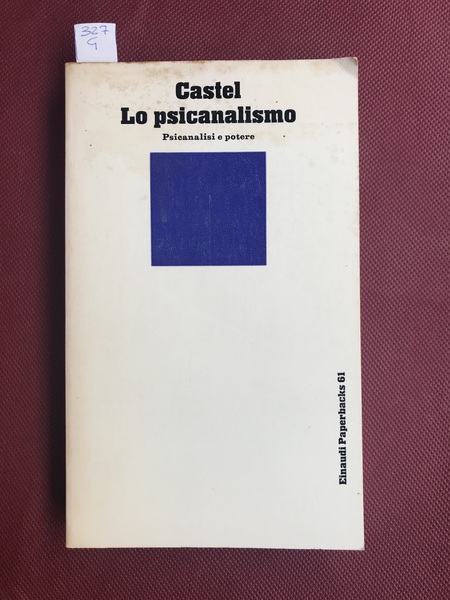 327
G
Castel
Lo psicanalismo
Psicanalisi e potere
Einaudi Paperbacks 61